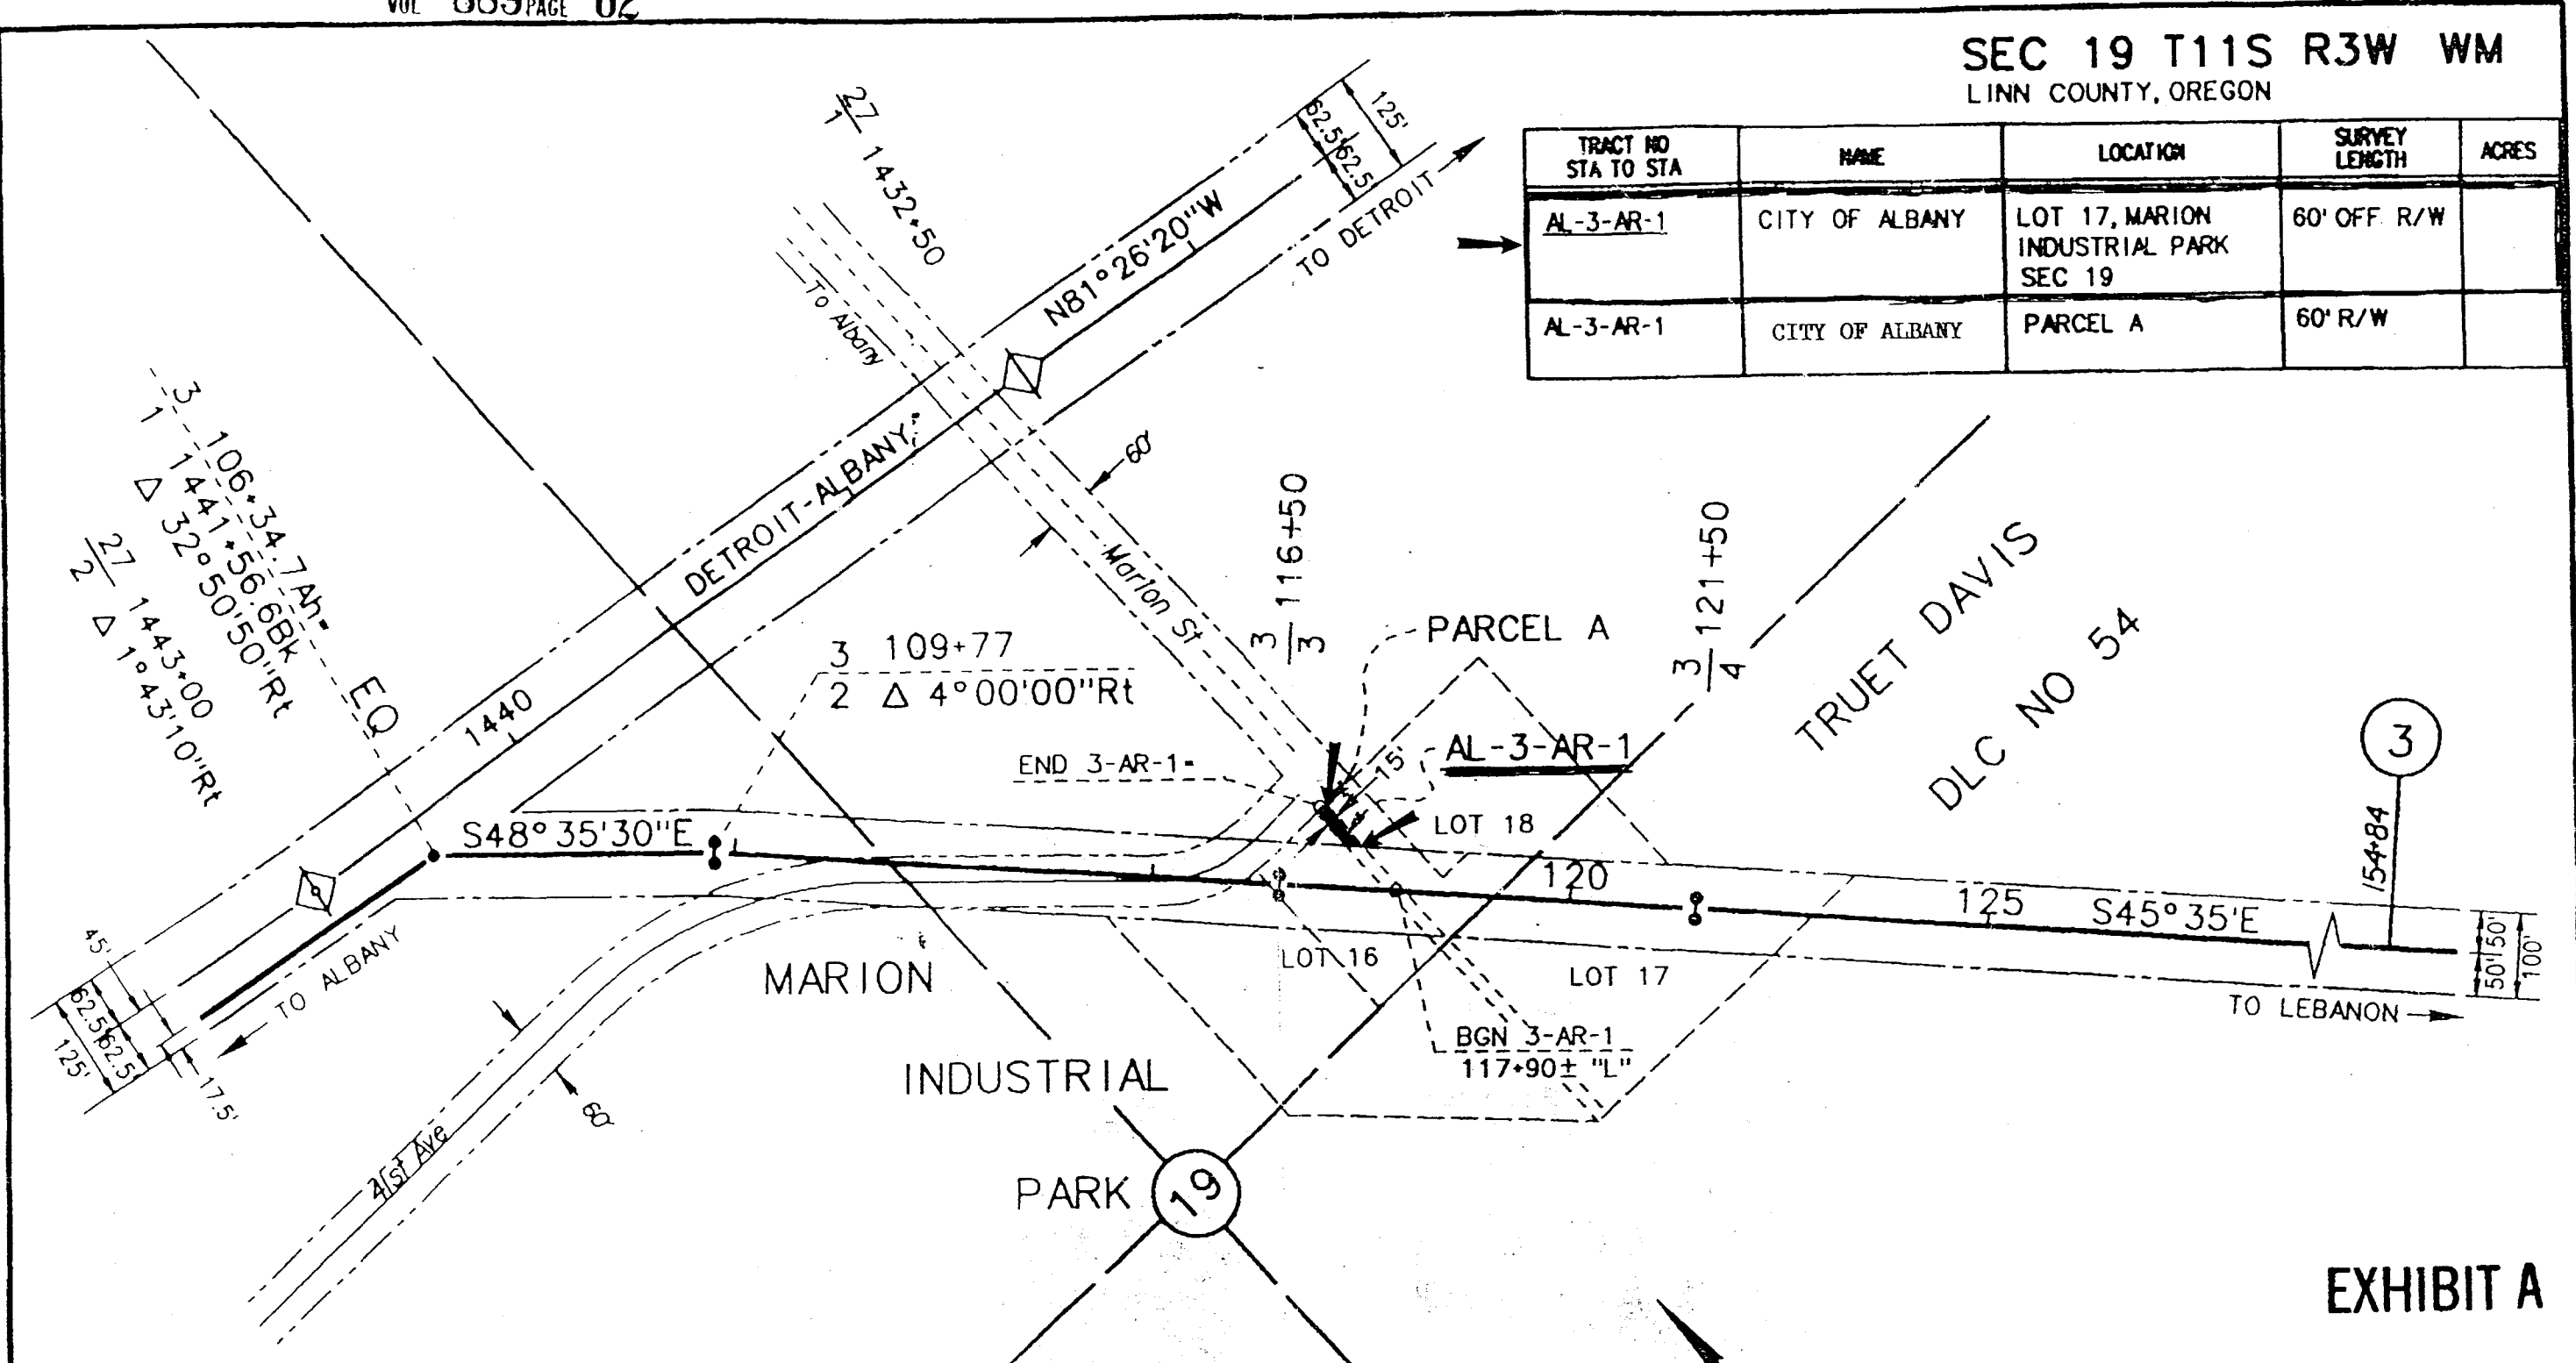 VOL 889 PAGE 62
SEC 19 T11S R3W WM
LINN COUNTY, OREGON
TRACT NO
STA TO STA
NAME
LOCATION
SURVEY
LENGTH
ACRES
AL-3-AR-1
CITY OF ALBANY
LOT 17, MARION
INDUSTRIAL PARK
SEC 19
60' OFF R/W
AL-3-AR-1
CITY OF ALBANY
PARCEL A
60' R/W
27
1
1432+50
62.5'
62.5
125'
N81°26'20"W
TO DETROIT
To Albany
DETROIT-ALBANY
60'
Marion St
3
1
106+34.7Ah=
1441+56.6Bk
Δ 32°50'50"Rt
27
2
1443+00
Δ 1°43'10"Rt
EQ
1440
3
2
109+77
Δ 4°00'00"Rt
3
3
116+50
3
4
121+50
PARCEL A
END 3-AR-1=
15'
AL-3-AR-1
TRUET DAVIS
DLC NO 54
3
154+84
S48°35'30"E
LOT 18
120
125
S45°35'E
50'
50'
100'
TO LEBANON
45'
62.5'
62.5
125'
17.5'
TO ALBANY
LOT 16
LOT 17
BGN 3-AR-1
117+90± "L"
MARION
INDUSTRIAL
PARK
19
41st Ave
60'
EXHIBIT A